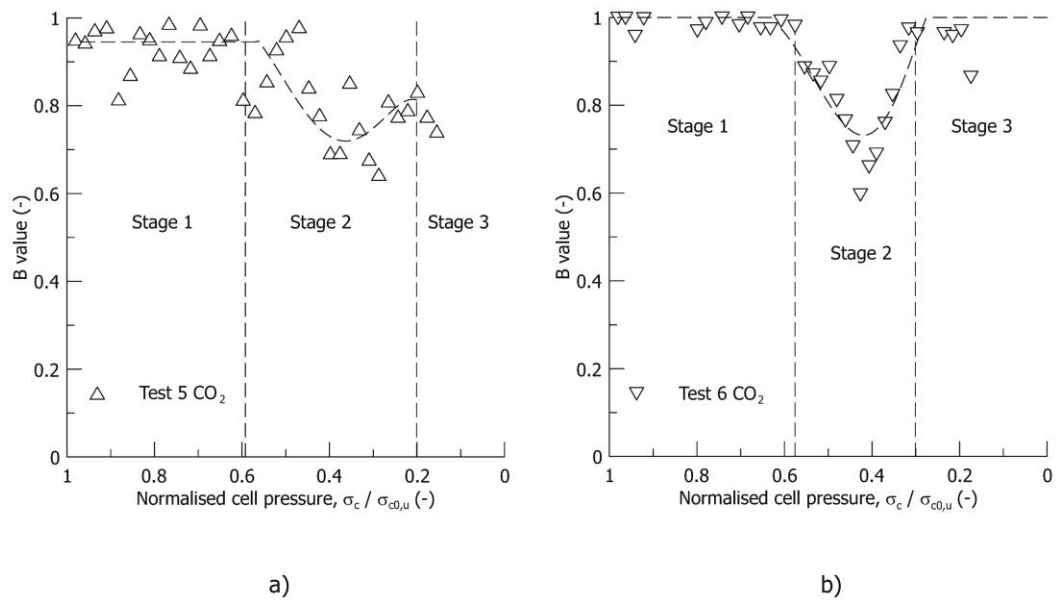 1
0.8
0.6
0.4
0.2
0
B value (-)
Stage 1
Stage 2
Stage 3
Test 5 CO₂
1
0.8
0.6
0.4
0.2
0
Normalised cell pressure, σc / σc0,u (-)
a)
1
0.8
0.6
0.4
0.2
0
B value (-)
Stage 1
Stage 3
Stage 2
Test 6 CO₂
1
0.8
0.6
0.4
0.2
0
Normalised cell pressure, σc / σc0,u (-)
b)